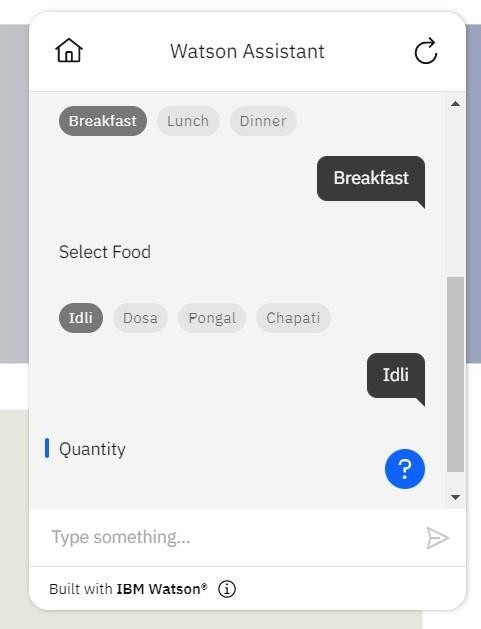 Watson Assistant
Breakfast Lunch Dinner
Breakfast
Select Food
Idli Dosa Pongal Chapati
Idli
Quantity
?
Type something...
Built with IBM Watson®